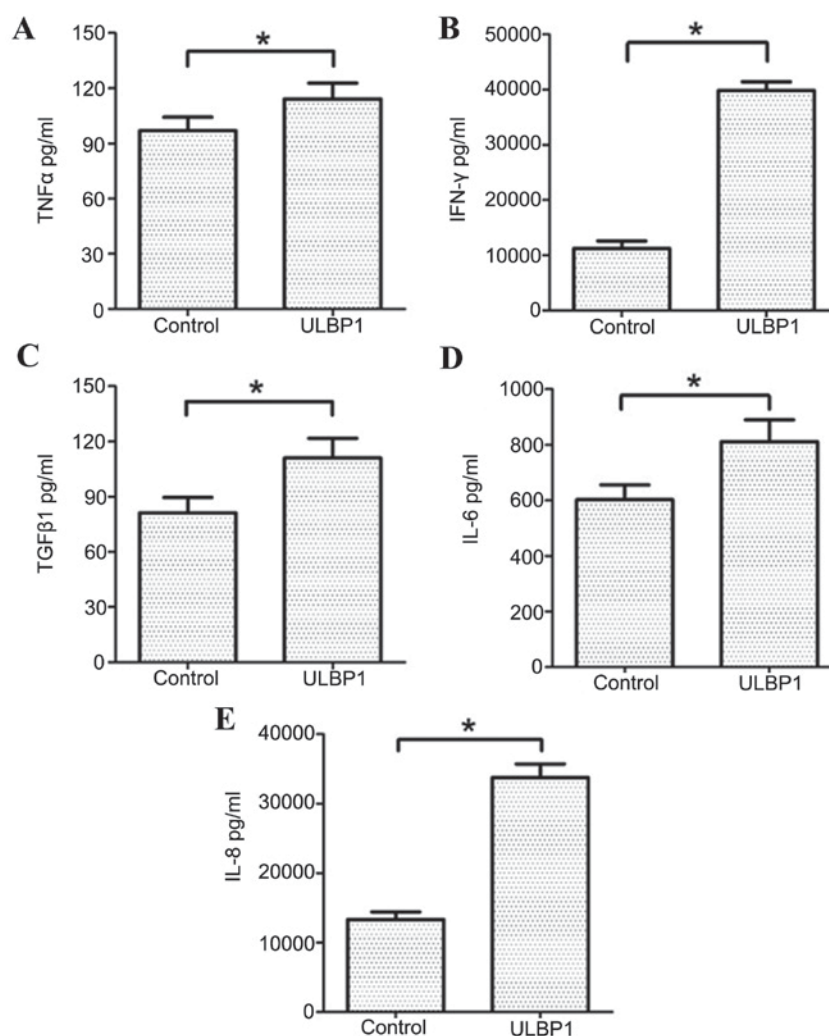 A
TNFα pg/ml
150
120
90
60
30
0
*
Control ULBP1
B
IFN-γ pg/ml
50000
40000
30000
20000
10000
0
*
Control ULBP1
C
TGFβ1 pg/ml
150
120
90
60
30
0
*
Control ULBP1
D
IL-6 pg/ml
1000
800
600
400
200
0
*
Control ULBP1
E
IL-8 pg/ml
40000
30000
20000
10000
0
*
Control ULBP1